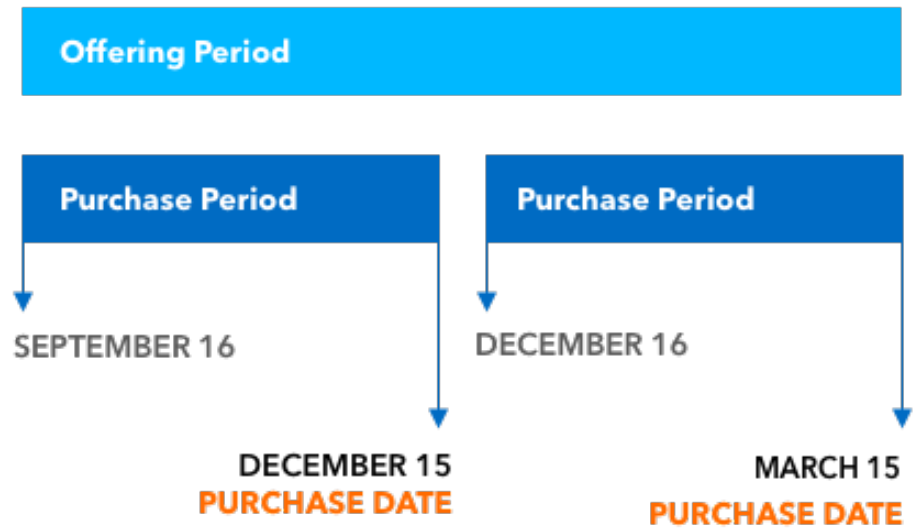 Offering Period
Purchase Period
Purchase Period
SEPTEMBER 16
DECEMBER 16
DECEMBER 15
PURCHASE DATE
MARCH 15
PURCHASE DATE